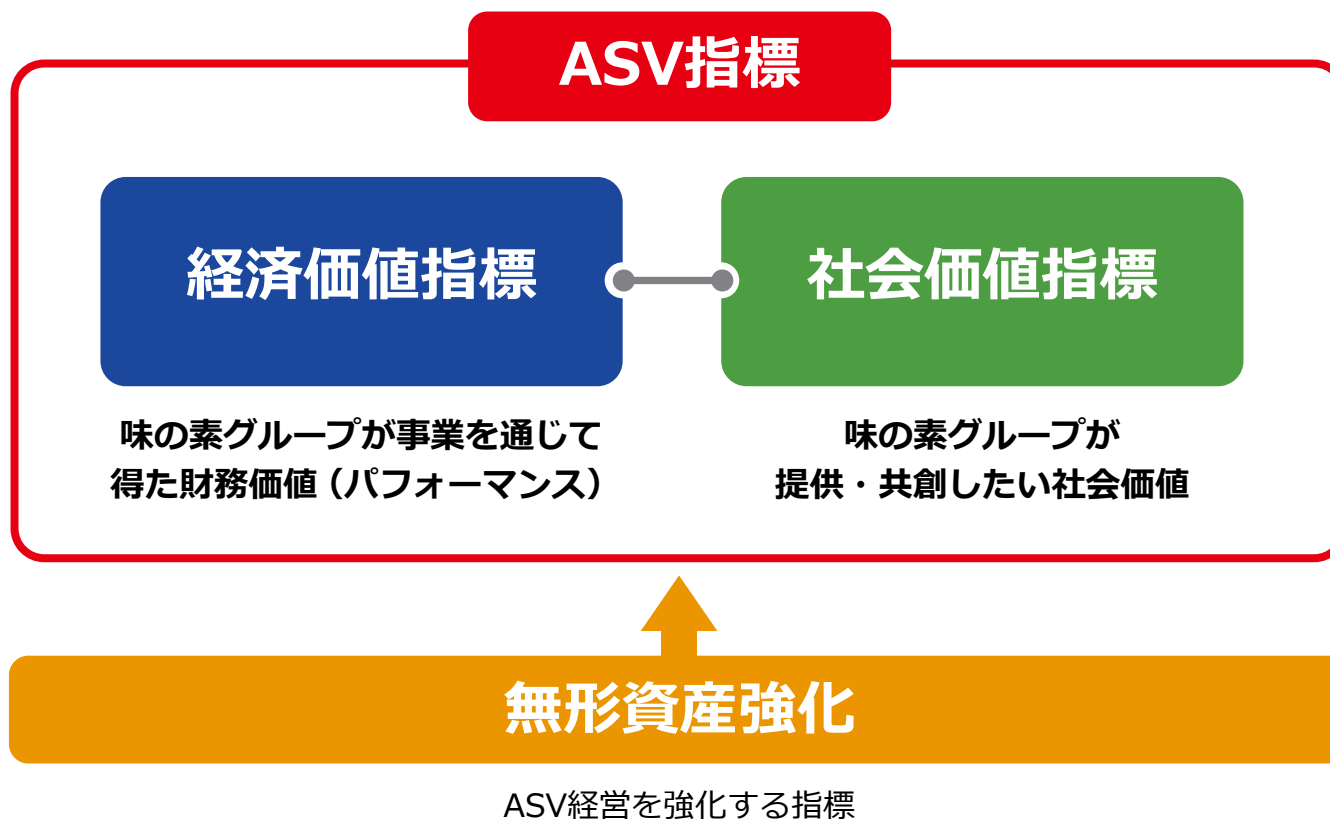 ASV指標
経済価値指標
社会価値指標
味の素グループが事業を通じて
得た財務価値（パフォーマンス）
味の素グループが
提供・共創したい社会価値
無形資産強化
ASV経営を強化する指標